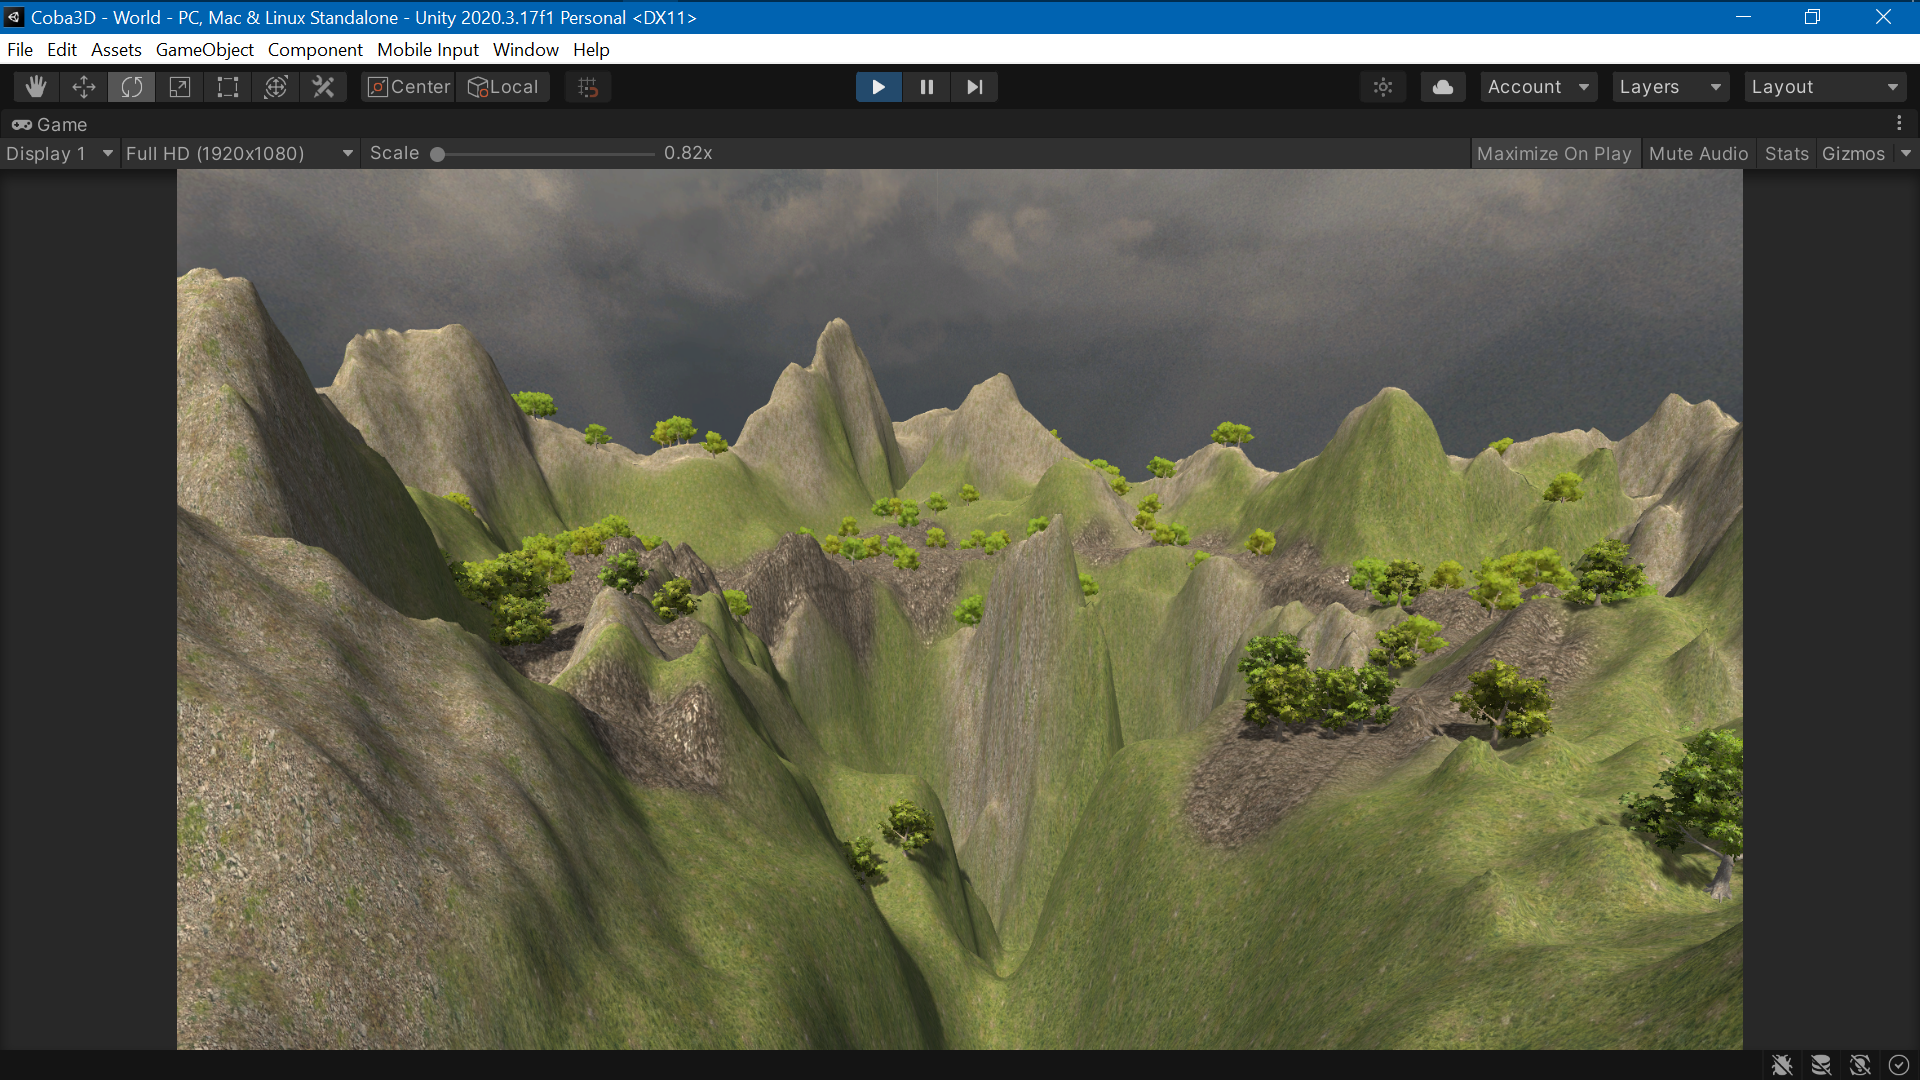 Coba3D - World - PC, Mac & Linux Standalone - Unity 2020.3.17f1 Personal <DX11>
File Edit Assets GameObject Component Mobile Input Window Help
Center Local Account Layers Layout
Game
Display 1 Full HD (1920x1080) Scale 0.82x Maximize On Play Mute Audio Stats Gizmos